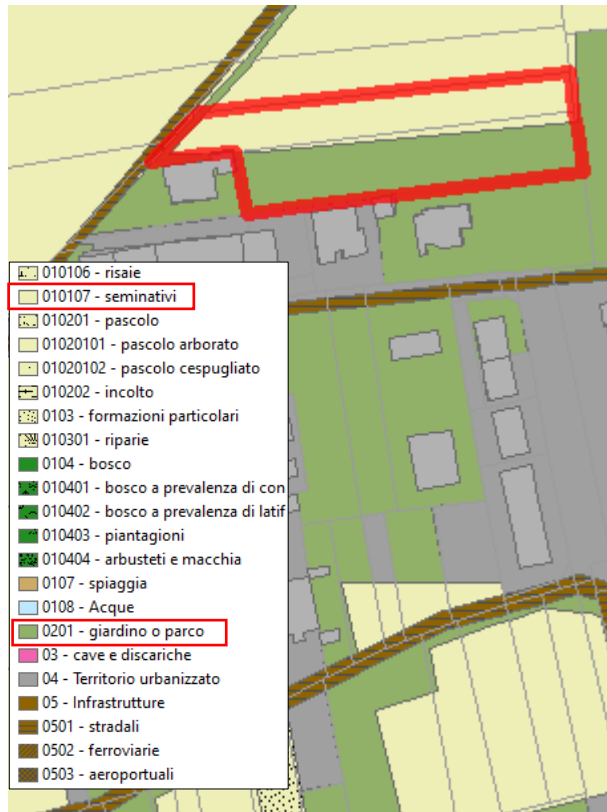 010106 - risaie
010107 - seminativi
010201 - pascolo
01020101 - pascolo arborato
01020102 - pascolo cespugliato
010202 - incolto
0103 - formazioni particolari
010301 - riparie
0104 - bosco
010401 - bosco a prevalenza di con
010402 - bosco a prevalenza di latif
010403 - piantagioni
010404 - arbusteti e macchia
0107 - spiaggia
0108 - Acque
0201 - giardino o parco
03 - cave e discariche
04 - Territorio urbanizzato
05 - Infrastrutture
0501 - stradali
0502 - ferroviarie
0503 - aeroportuali